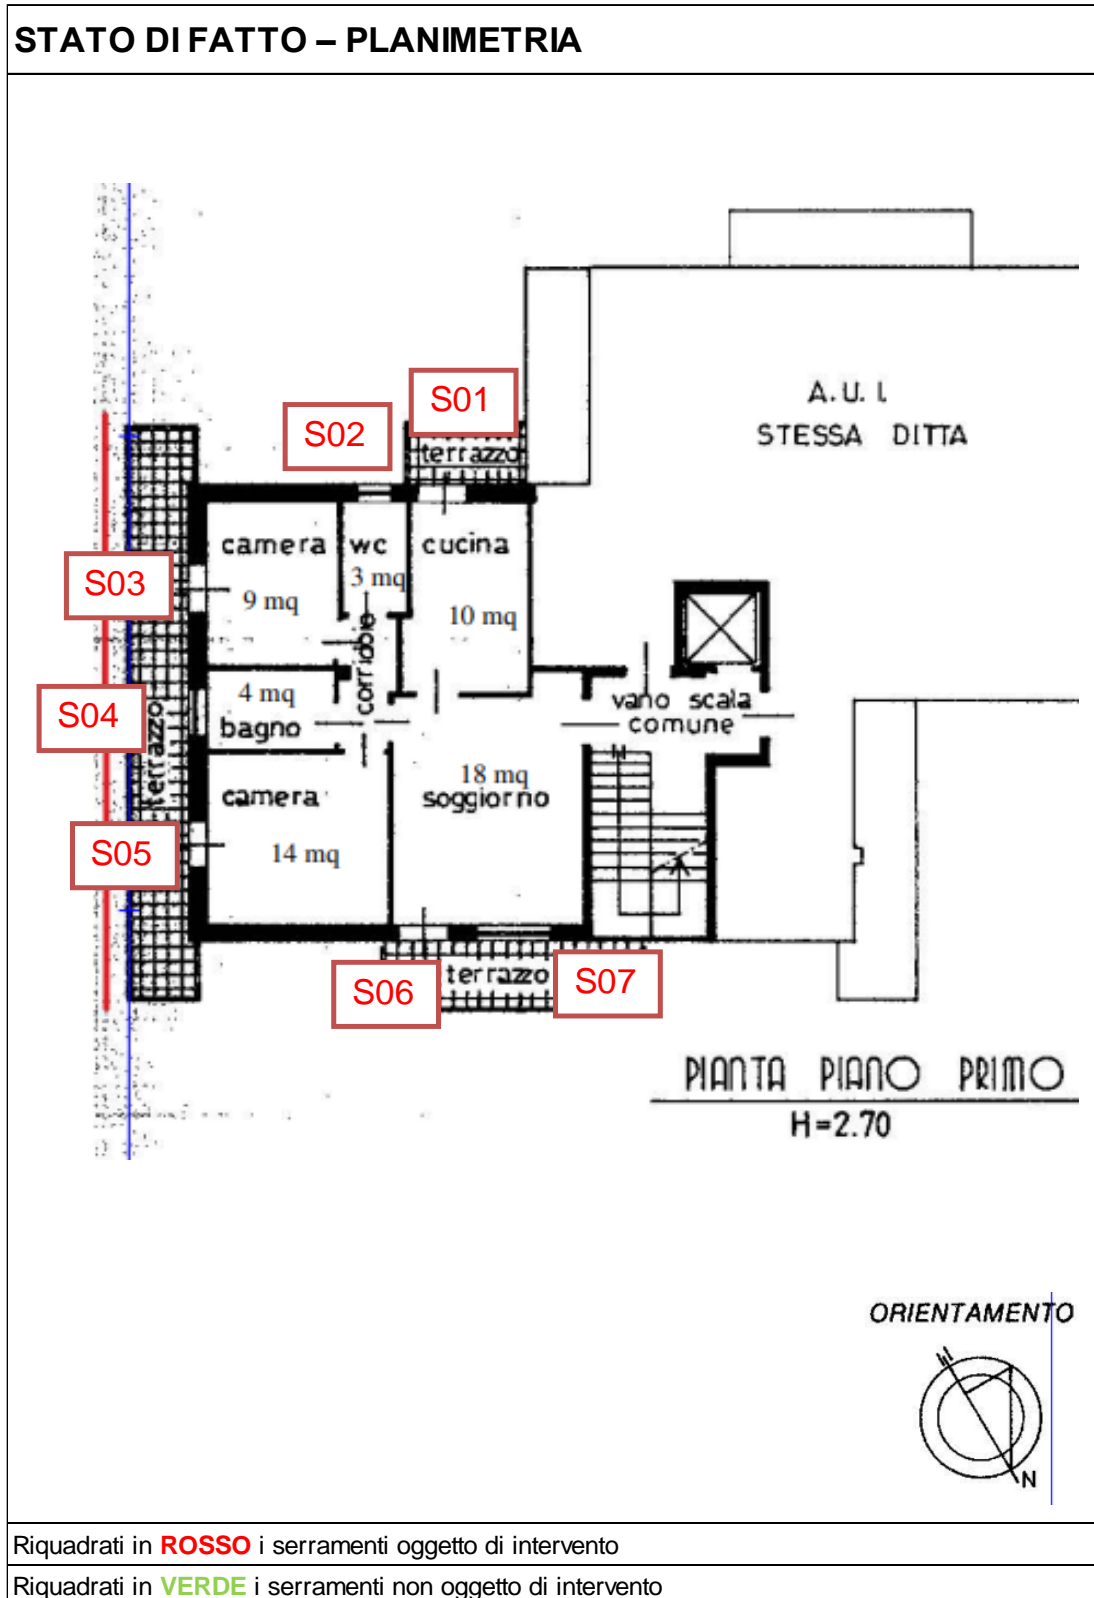 STATO DI FATTO – PLANIMETRIA
A. U. I.
STESSA DITTA
S01
S02
terrazzo
camera
wc
cucina
S03
3 mq
9 mq
10 mq
corridoio
4 mq
S04
bagno
vano scala
comune
terrazzo
18 mq
camera
soggiorno
S05
14 mq
terrazzo
S06
S07
PIANTA PIANO PRIMO
H=2.70
ORIENTAMENTO
N
Riquadrati in ROSSO i serramenti oggetto di intervento
Riquadrati in VERDE i serramenti non oggetto di intervento